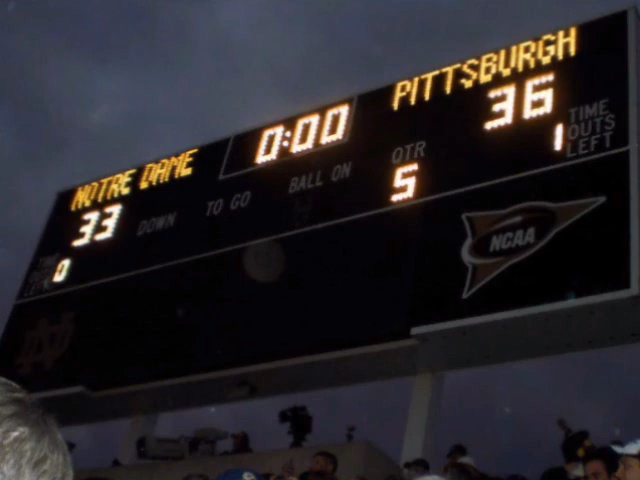 NOTRE DAME 0:00 PITTSBURGH
33 DOWN TO GO BALL ON QTR 36
0 5 1 TIME OUTS LEFT
ND NCAA